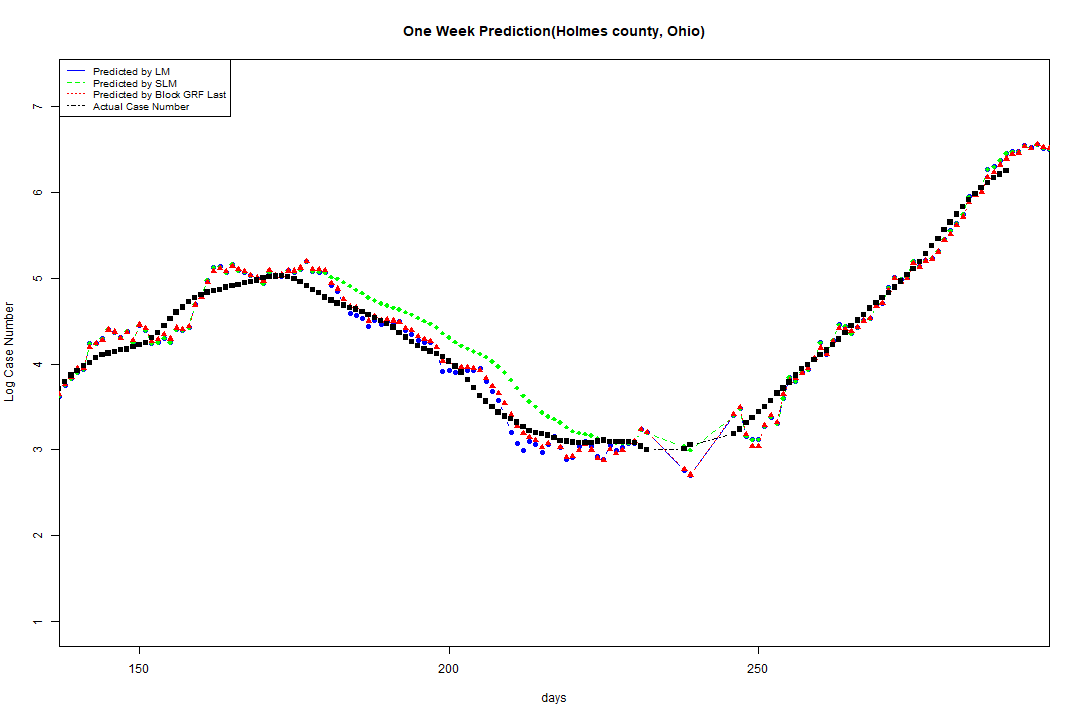 One Week Prediction(Holmes county, Ohio)
Predicted by LM
Predicted by SLM
Predicted by Block GRF Last
Actual Case Number
7
6
5
4
3
2
1
Log Case Number
150 200 250
days